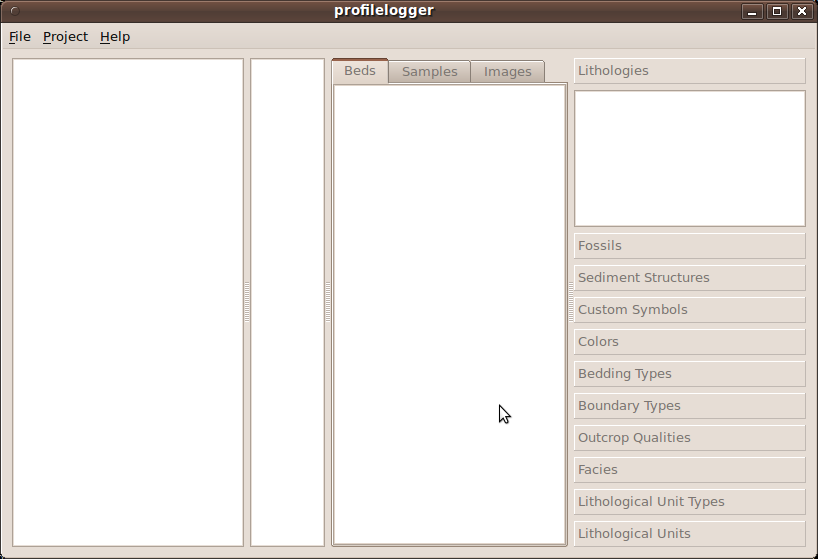 profilelogger
File Project Help
Beds Samples Images
Lithologies
Fossils
Sediment Structures
Custom Symbols
Colors
Bedding Types
Boundary Types
Outcrop Qualities
Facies
Lithological Unit Types
Lithological Units